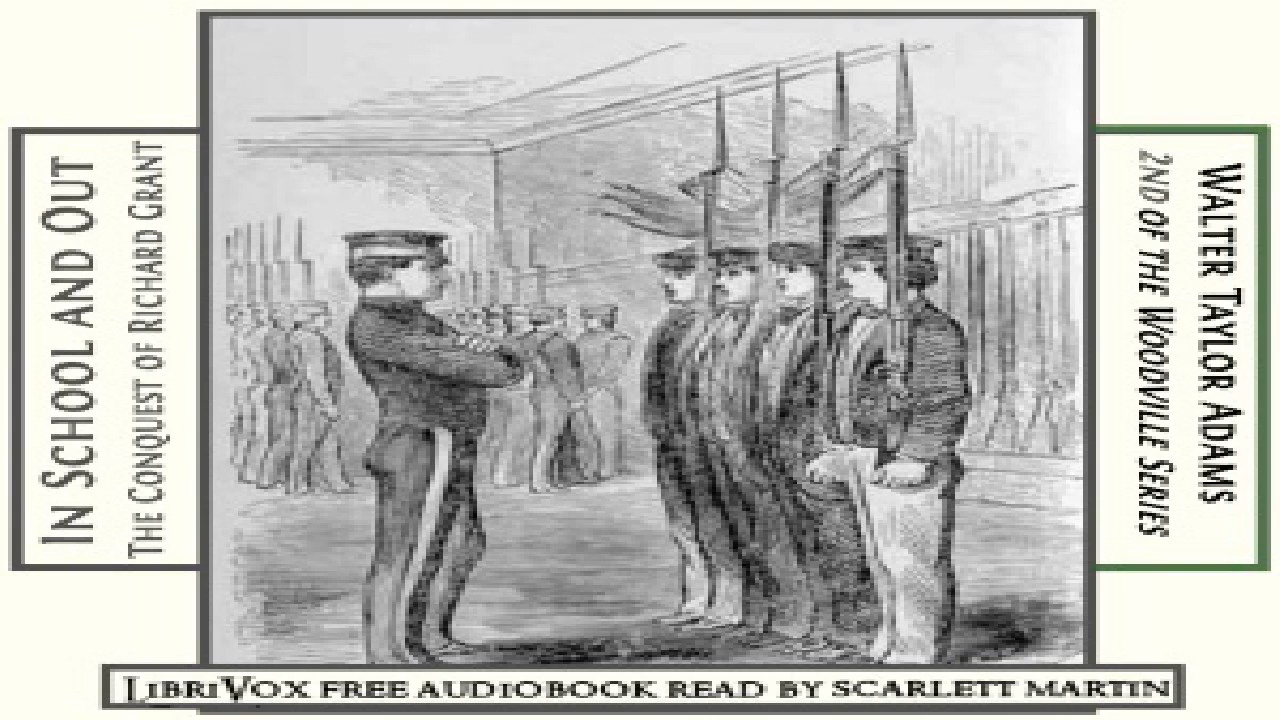 IN SCHOOL AND OUT
THE CONQUEST OF RICHARD GRANT
WALTER TAYLOR ADAMS
2ND OF THE WOODVILLE SERIES
LIBRIVOX FREE AUDIOBOOK READ BY SCARLETT MARTIN